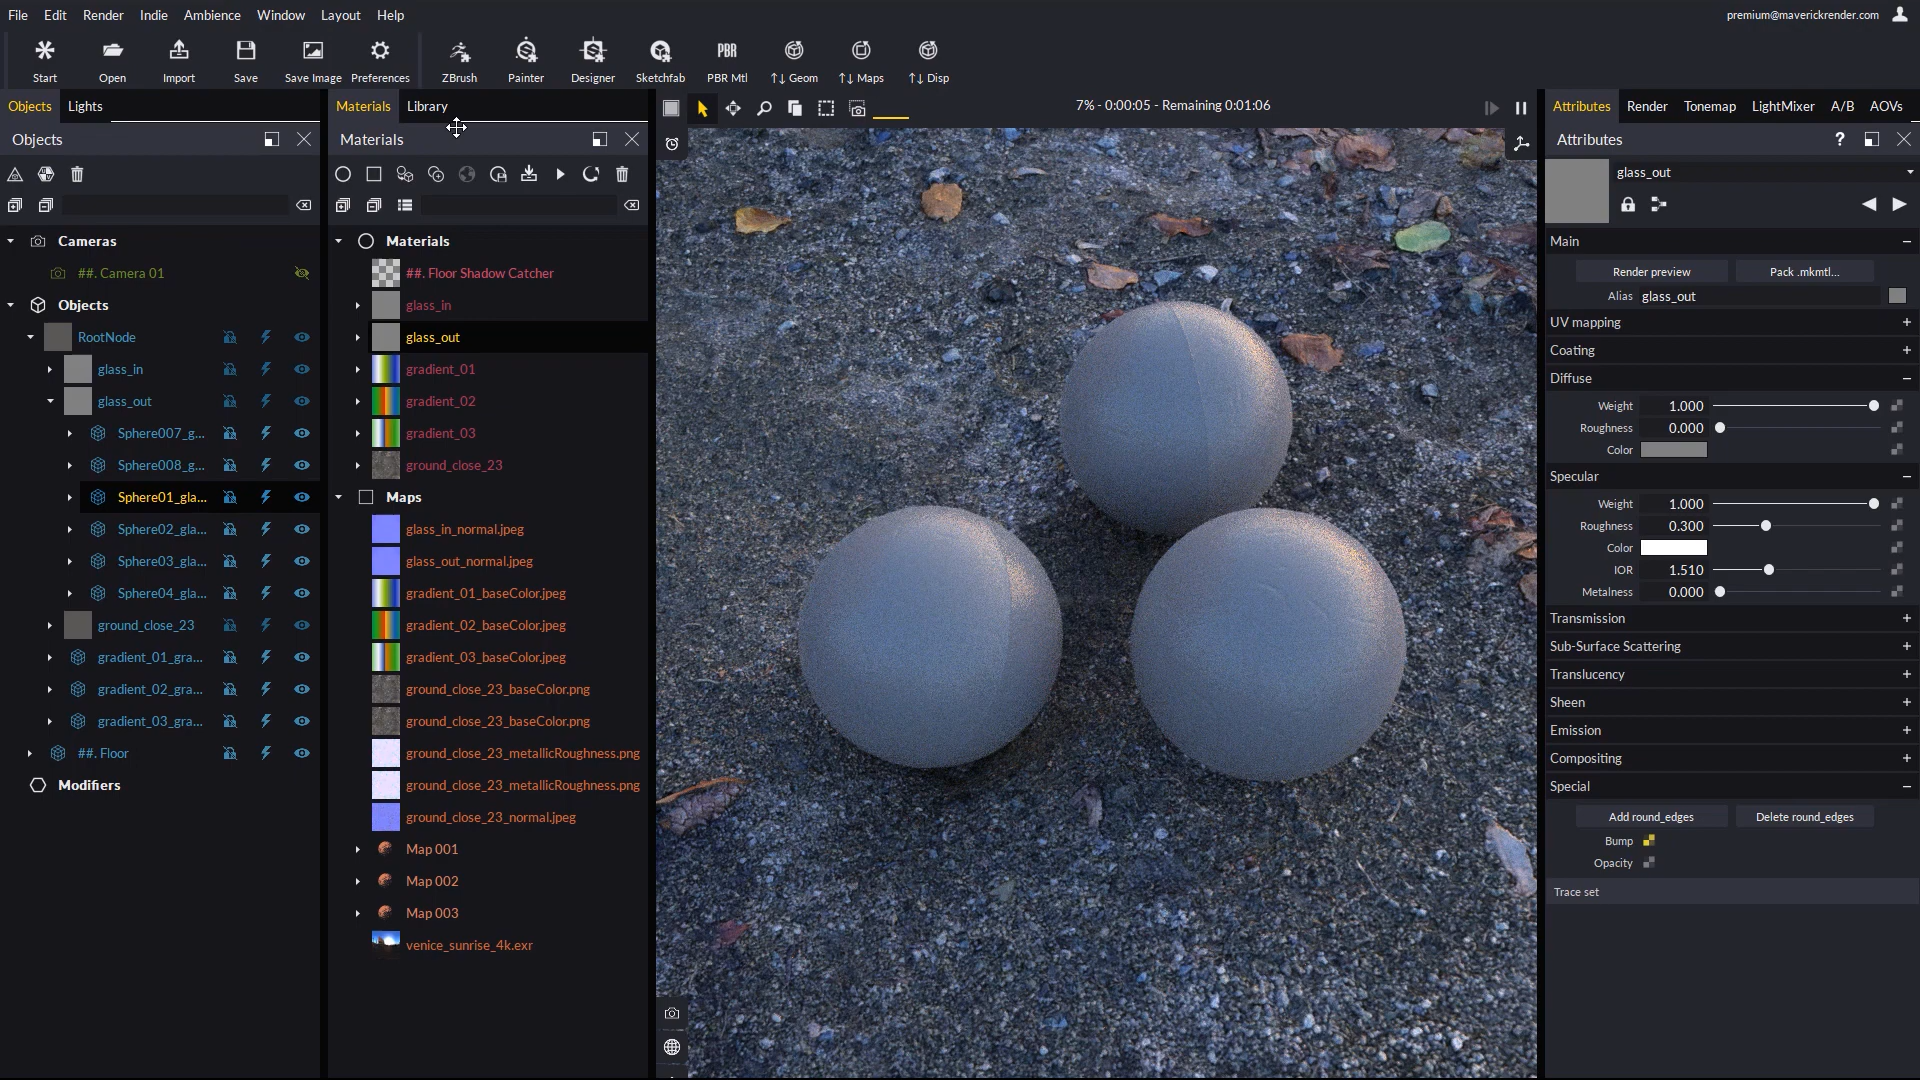 File Edit Render Indie Ambience Window Layout Help
premium@maverickrender.com
Start Open Import Save Save Image Preferences ZBrush Painter Designer Sketchfab PBR Mtl ↑↓ Geom ↑↓ Maps ↑↓ Disp
PBR
Objects Lights
Objects
Cameras
##. Camera 01
Objects
RootNode
glass_in
glass_out
Sphere007_g...
Sphere008_g...
Sphere01_gla...
Sphere02_gla...
Sphere03_gla...
Sphere04_gla...
ground_close_23
gradient_01_gra...
gradient_02_gra...
gradient_03_gra...
##. Floor
Modifiers
Materials Library
Materials
Materials
##. Floor Shadow Catcher
glass_in
glass_out
gradient_01
gradient_02
gradient_03
ground_close_23
Maps
glass_in_normal.jpeg
glass_out_normal.jpeg
gradient_01_baseColor.jpeg
gradient_02_baseColor.jpeg
gradient_03_baseColor.jpeg
ground_close_23_baseColor.png
ground_close_23_baseColor.png
ground_close_23_metallicRoughness.png
ground_close_23_metallicRoughness.png
ground_close_23_normal.jpeg
Map 001
Map 002
Map 003
venice_sunrise_4k.exr
7% - 0:00:05 - Remaining 0:01:06
Attributes Render Tonemap LightMixer A/B AOVs
Attributes ?
glass_out
Main −
Render preview Pack .mkmtl...
Alias glass_out
UV mapping +
Coating +
Diffuse −
Weight 1.000
Roughness 0.000
Color
Specular −
Weight 1.000
Roughness 0.300
Color
IOR 1.510
Metalness 0.000
Transmission +
Sub-Surface Scattering +
Translucency +
Sheen +
Emission +
Compositing +
Special −
Add round_edges Delete round_edges
Bump
Opacity
Trace set